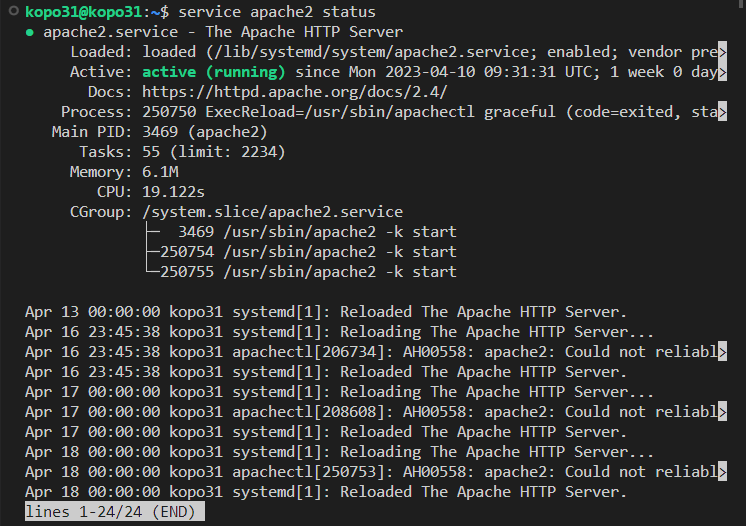 kopo31@kopo31:~$ service apache2 status
● apache2.service - The Apache HTTP Server
Loaded: loaded (/lib/systemd/system/apache2.service; enabled; vendor pre>
Active: active (running) since Mon 2023-04-10 09:31:31 UTC; 1 week 0 day>
Docs: https://httpd.apache.org/docs/2.4/
Process: 250750 ExecReload=/usr/sbin/apachectl graceful (code=exited, sta>
Main PID: 3469 (apache2)
Tasks: 55 (limit: 2234)
Memory: 6.1M
CPU: 19.122s
CGroup: /system.slice/apache2.service
├─  3469 /usr/sbin/apache2 -k start
├─250754 /usr/sbin/apache2 -k start
└─250755 /usr/sbin/apache2 -k start
Apr 13 00:00:00 kopo31 systemd[1]: Reloaded The Apache HTTP Server.
Apr 16 23:45:38 kopo31 systemd[1]: Reloading The Apache HTTP Server...
Apr 16 23:45:38 kopo31 apachectl[206734]: AH00558: apache2: Could not reliabl>
Apr 16 23:45:38 kopo31 systemd[1]: Reloaded The Apache HTTP Server.
Apr 17 00:00:00 kopo31 systemd[1]: Reloading The Apache HTTP Server...
Apr 17 00:00:00 kopo31 apachectl[208608]: AH00558: apache2: Could not reliabl>
Apr 17 00:00:00 kopo31 systemd[1]: Reloaded The Apache HTTP Server.
Apr 18 00:00:00 kopo31 systemd[1]: Reloading The Apache HTTP Server...
Apr 18 00:00:00 kopo31 apachectl[250753]: AH00558: apache2: Could not reliabl>
Apr 18 00:00:00 kopo31 systemd[1]: Reloaded The Apache HTTP Server.
lines 1-24/24 (END)